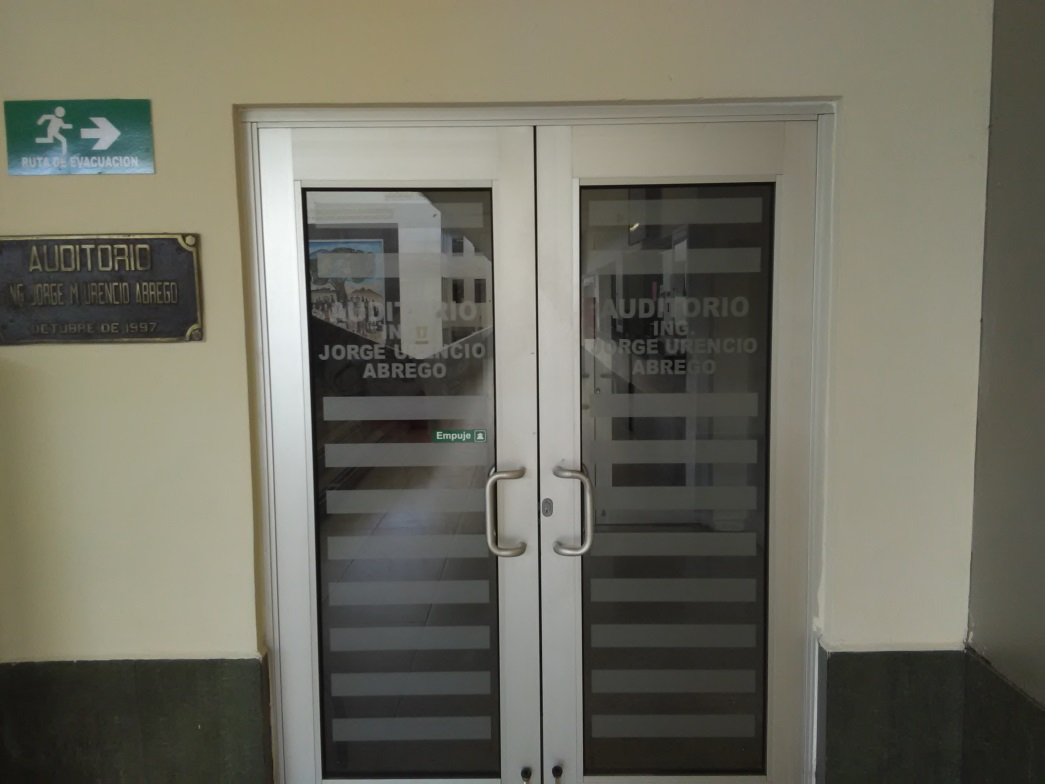 RUTA DE EVACUACION
AUDITORIO
ING JORGE M URENCIO ABREGO
OCTUBRE DE 1997
AUDITORIO
ING.
JORGE URENCIO
ABREGO
Empuje
AUDITORIO
ING.
JORGE URENCIO
ABREGO